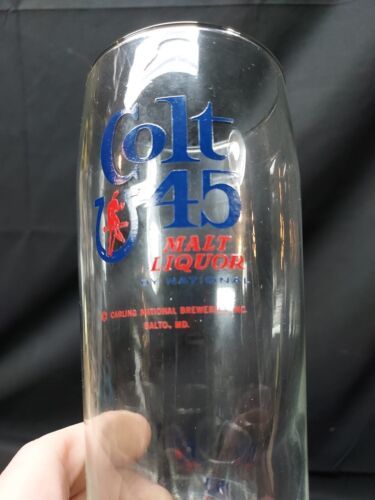 Colt
45
MALT
LIQUOR
BY NATIONAL
© CARLING NATIONAL BREWERIES, INC.
BALTO., MD.